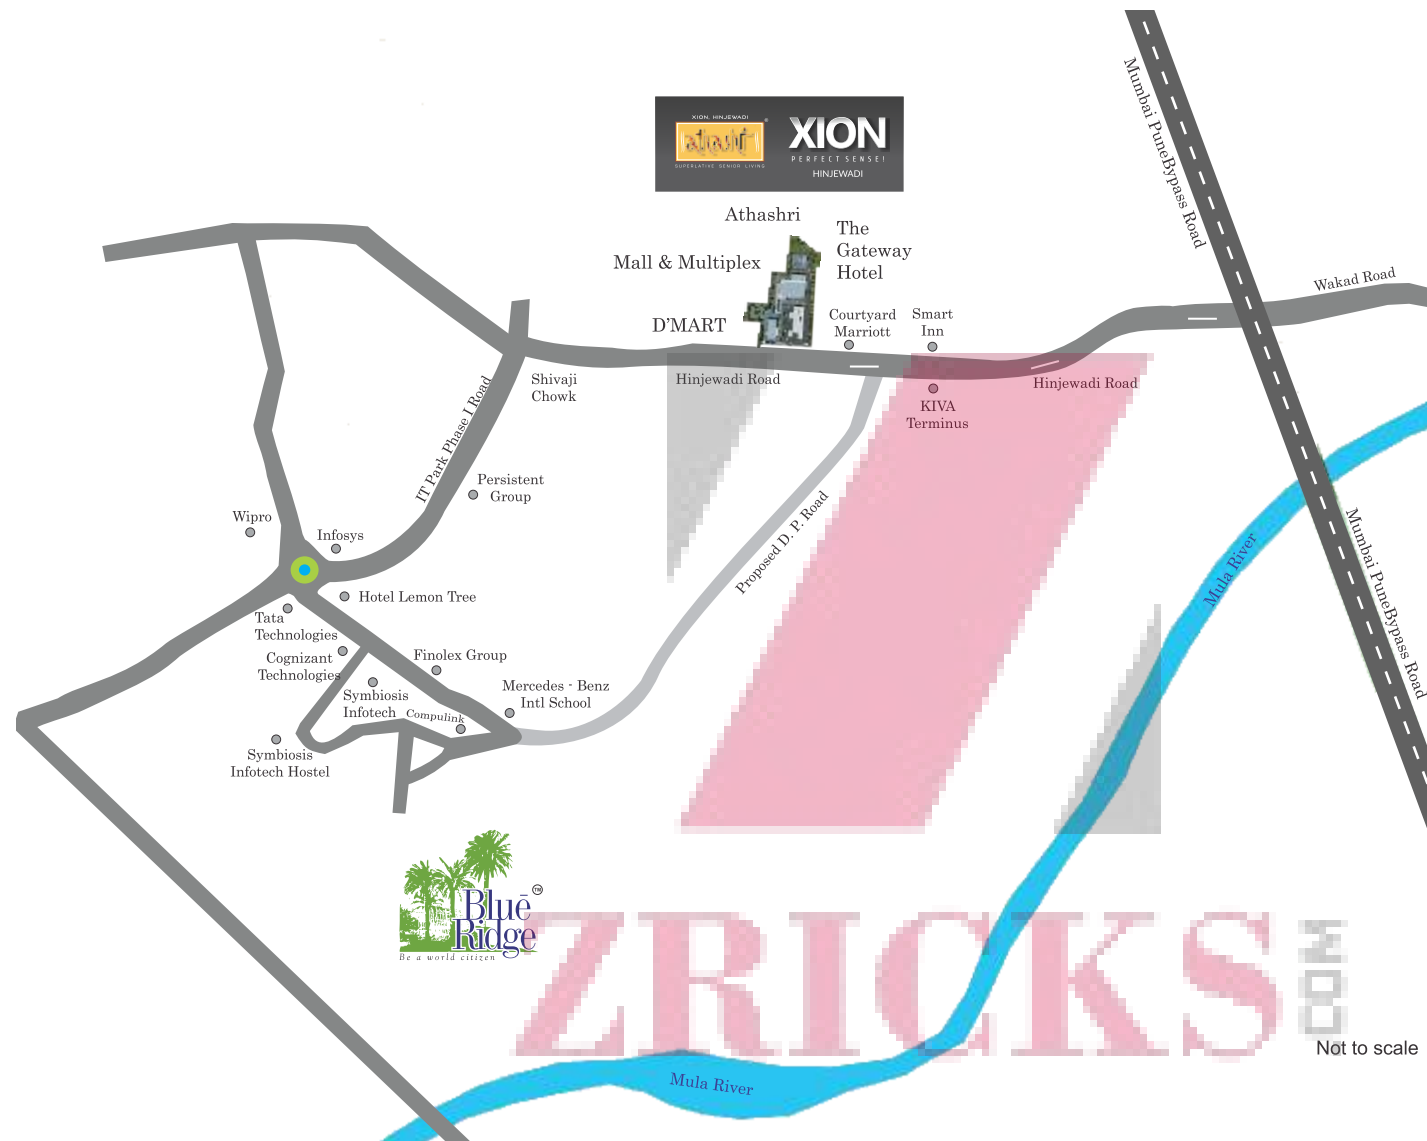 XION, HINJEWADI
SUPERLATIVE SENIOR LIVING
XION
PERFECT SENSE!
HINJEWADI
Mumbai PuneBypass Road
Athashri
The
Gateway
Hotel
Mall & Multiplex
D'MART
Courtyard
Marriott
Smart
Inn
Wakad Road
Shivaji
Chowk
Hinjewadi Road
Hinjewadi Road
KIVA
Terminus
IT Park Phase I Road
Persistent
Group
Wipro
Infosys
Proposed D. P. Road
Mula River
Mumbai PuneBypass Road
Hotel Lemon Tree
Tata
Technologies
Cognizant
Technologies
Finolex Group
Symbiosis
Infotech
Compulink
Mercedes - Benz
Intl School
Symbiosis
Infotech Hostel
Blue
Ridge
TM
Be a world citizen
ZRICKS
COM
Not to scale
Mula River